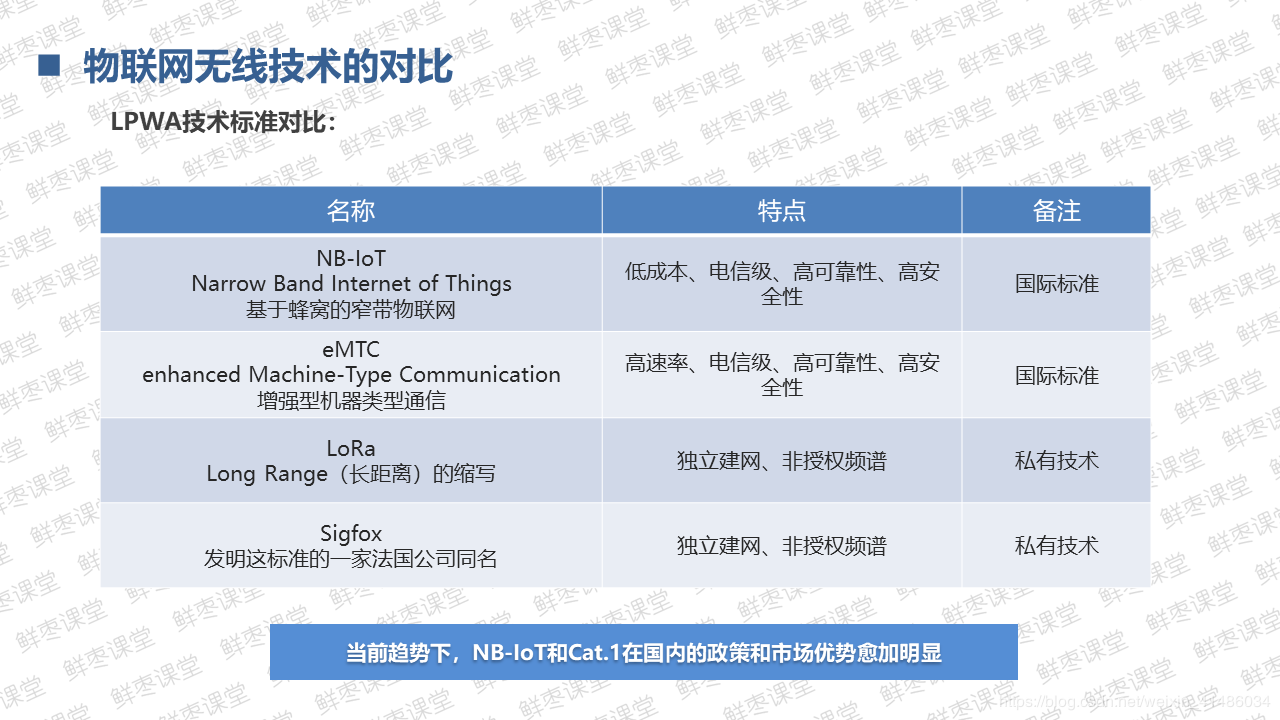 物联网无线技术的对比
LPWA技术标准对比：
名称
特点
备注
NB-IoT
Narrow Band Internet of Things
基于蜂窝的窄带物联网
低成本、电信级、高可靠性、高安
全性
国际标准
eMTC
enhanced Machine-Type Communication
增强型机器类型通信
高速率、电信级、高可靠性、高安
全性
国际标准
LoRa
Long Range（长距离）的缩写
独立建网、非授权频谱
私有技术
Sigfox
发明这标准的一家法国公司同名
独立建网、非授权频谱
私有技术
当前趋势下，NB-IoT和Cat.1在国内的政策和市场优势愈加明显
鲜枣课堂